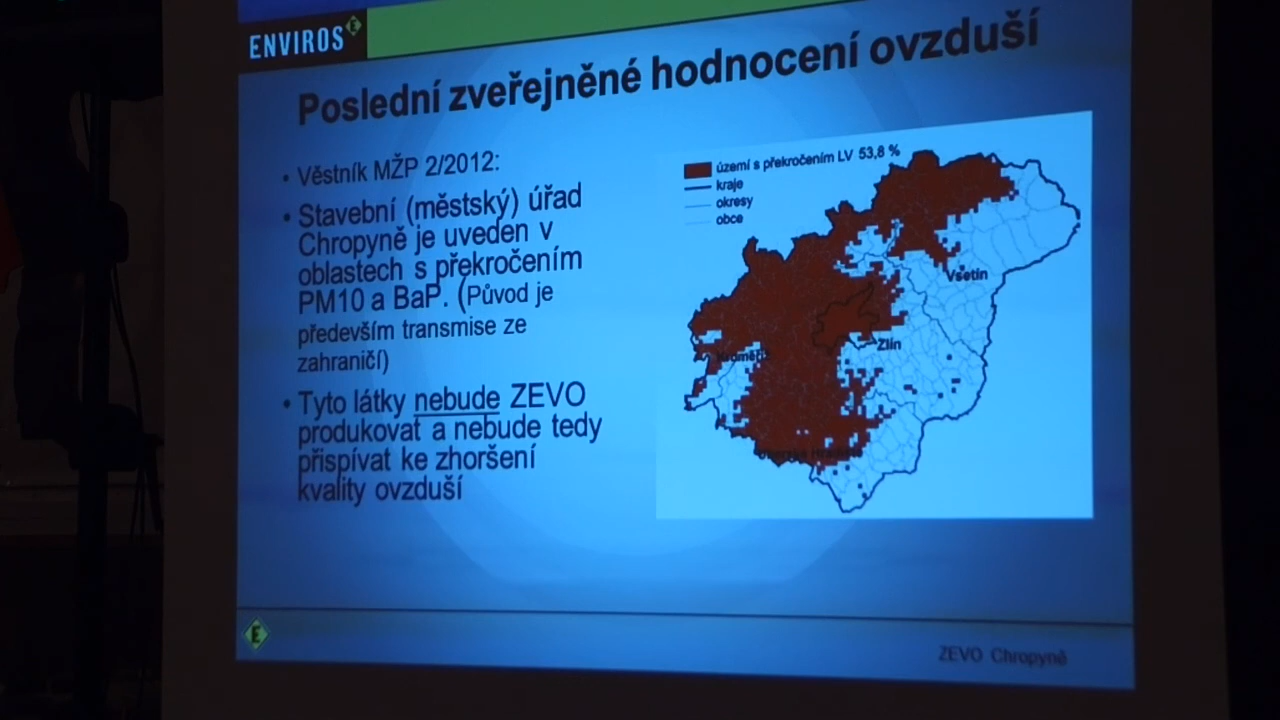 ENVIROS E
Poslední zveřejněné hodnocení ovzduší
• Věstník MŽP 2/2012:
• Stavební (městský) úřad
Chropyně je uveden v
oblastech s překročením
PM10 a BaP. (Původ je
především transmise ze
zahraničí)
• Tyto látky nebude ZEVO
produkovat a nebude tedy
přispívat ke zhoršení
kvality ovzduší
území s překročením LV 53,8 %
kraje
okresy
obce
Vsetín
Zlín
Kroměříž
E
ZEVO Chropyně